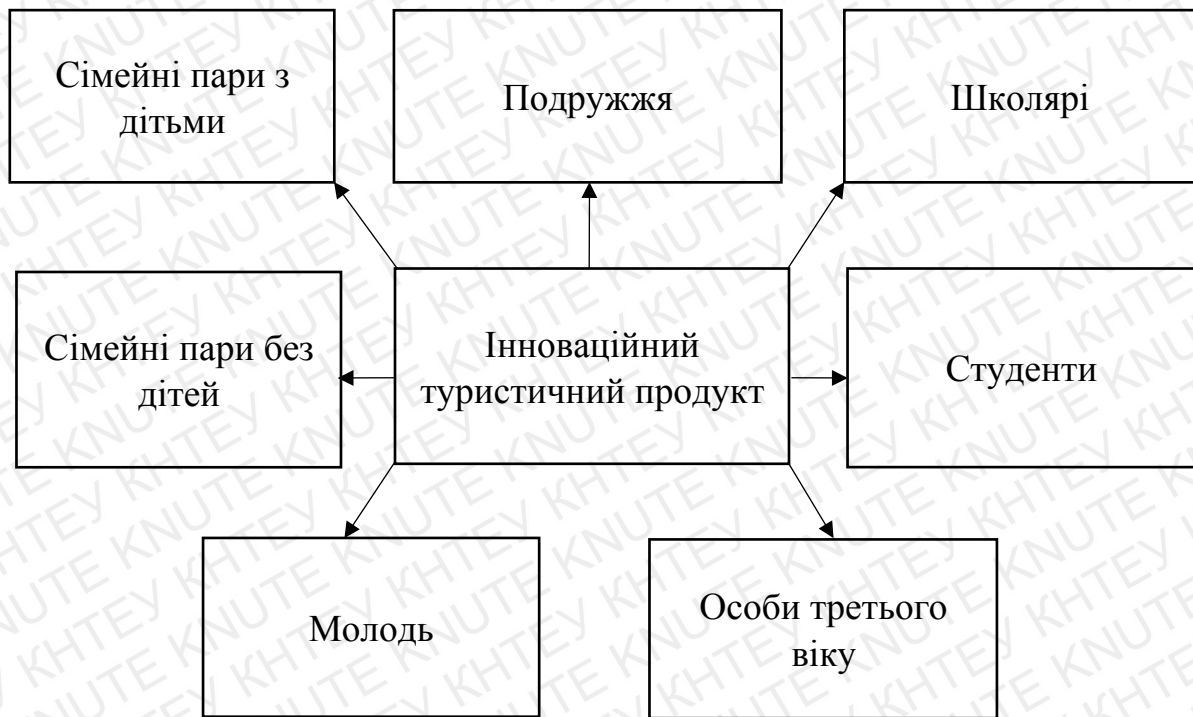 Сімейні пари з
дітьми
Подружжя
Школярі
Сімейні пари без
дітей
Інноваційний
туристичний продукт
Студенти
Молодь
Особи третього
віку